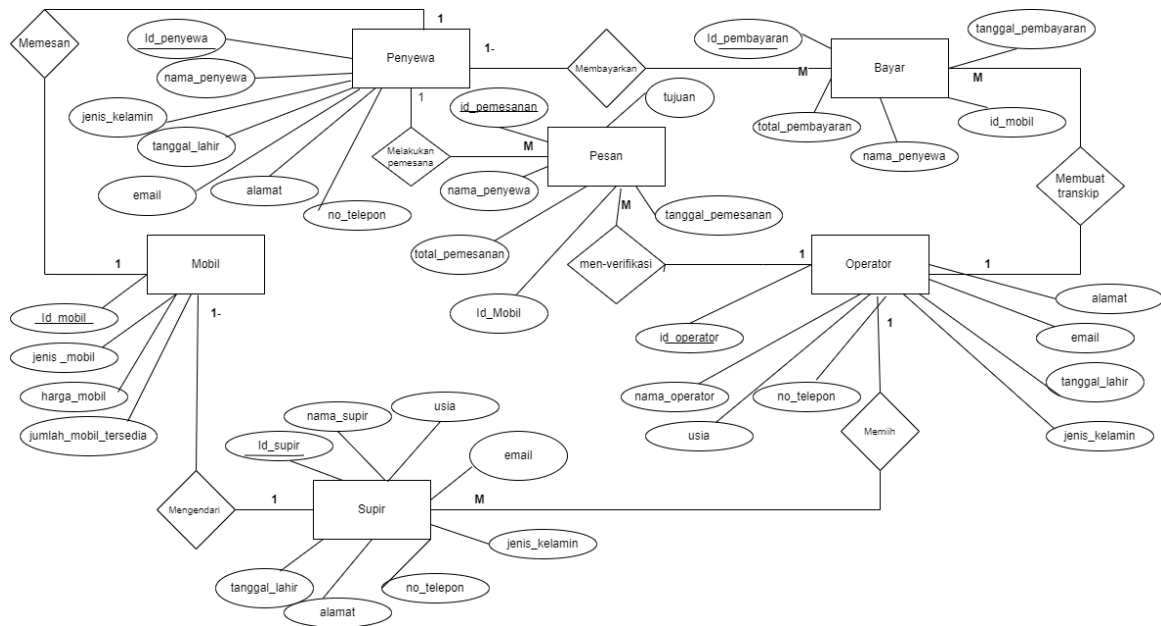 Memesan
1
Id_penyewa
Penyewa
1-
Id_pembayaran
tanggal_pembayaran
nama_penyewa
Membayarkan
M
Bayar
M
jenis_kelamin
1
id_pemesanan
tujuan
total_pembayaran
id_mobil
tanggal_lahir
Melakukan
pemesana
M
Pesan
nama_penyewa
email
alamat
nama_penyewa
Membuat
transkip
no_telepon
M
tanggal_pemesanan
total_pemesanan
Mobil
1
men-verifikasi
1
Operator
1
alamat
Id_mobil
1-
Id_Mobil
id_operator
1
email
jenis _mobil
tanggal_lahir
harga_mobil
nama_operator
no_telepon
nama_supir
usia
jumlah_mobil_tersedia
usia
Memiih
jenis_kelamin
Id_supir
email
Mengendari
1
Supir
M
jenis_kelamin
tanggal_lahir
no_telepon
alamat